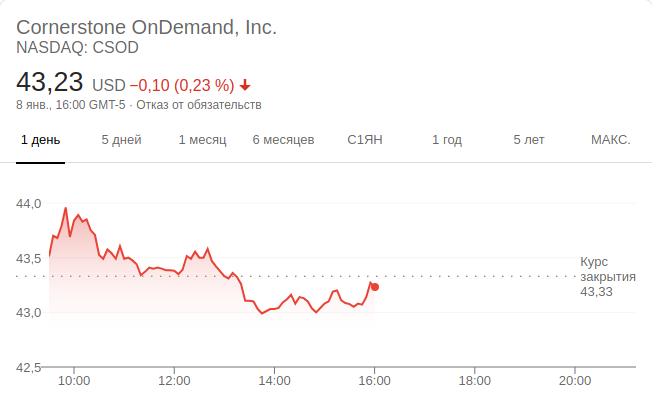 Cornerstone OnDemand, Inc.
NASDAQ: CSOD
43,23 USD −0,10 (0,23 %)
8 янв., 16:00 GMT-5 · Отказ от обязательств
1 день 5 дней 1 месяц 6 месяцев С1ЯН 1 год 5 лет МАКС.
44,0
43,5
Курс
закрытия
43,33
43,0
42,5
10:00 12:00 14:00 16:00 18:00 20:00